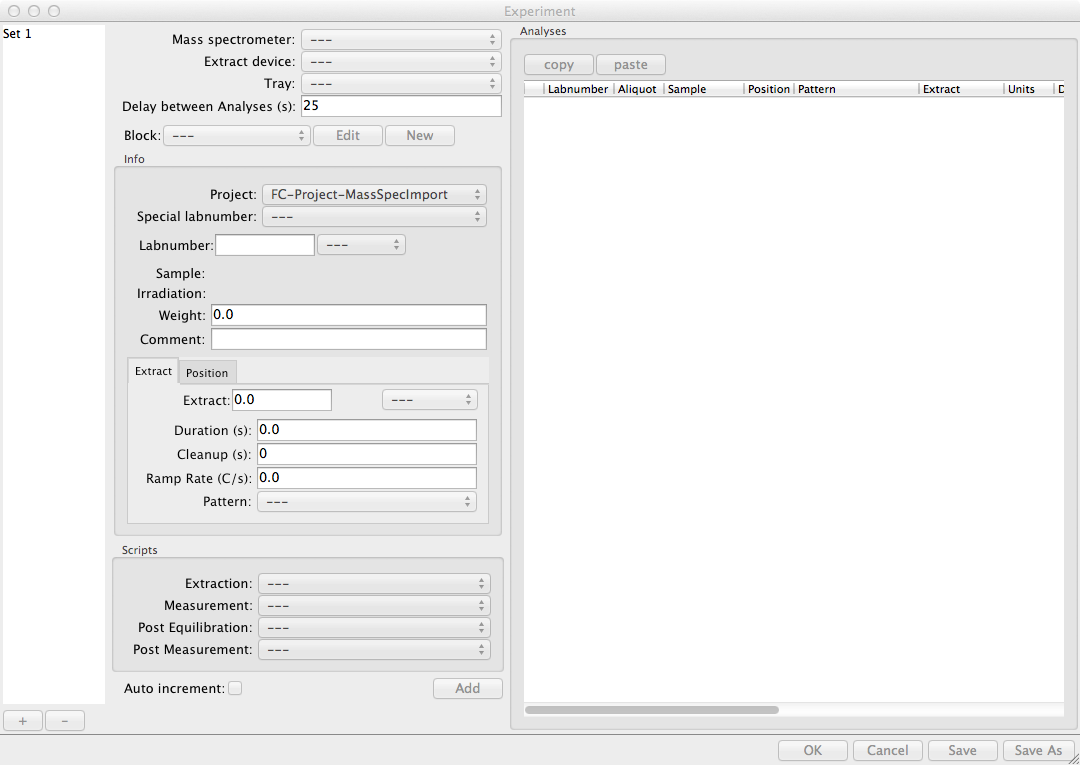 Experiment
Set 1
Mass spectrometer: ---
Extract device: ---
Tray: ---
Delay between Analyses (s): 25
Block: --- Edit New
Info
Project: FC-Project-MassSpecImport
Special labnumber: ---
Labnumber: ---
Sample:
Irradiation:
Weight: 0.0
Comment:
Extract Position
Extract: 0.0 ---
Duration (s): 0.0
Cleanup (s): 0
Ramp Rate (C/s): 0.0
Pattern: ---
Scripts
Extraction: ---
Measurement: ---
Post Equilibration: ---
Post Measurement: ---
Auto increment: Add
+ -
Analyses
copy paste
Labnumber Aliquot Sample Position Pattern Extract Units D
OK Cancel Save Save As